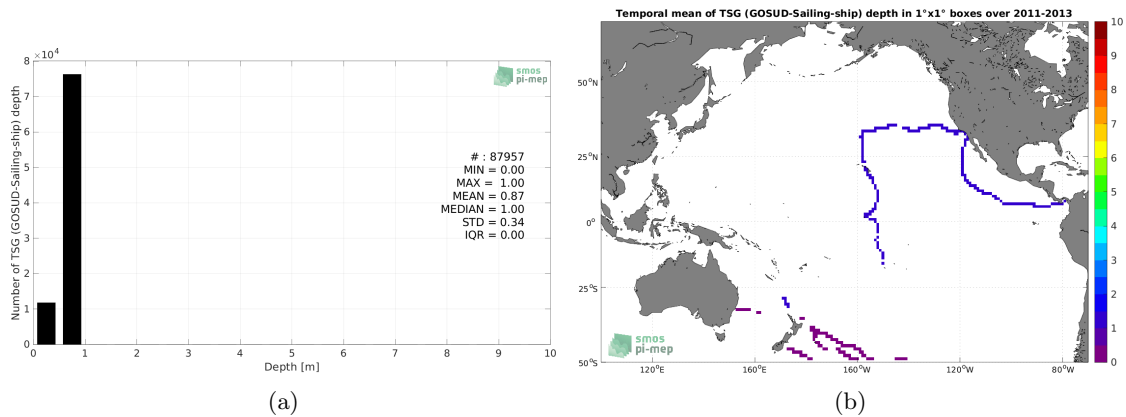 ×10⁴
8
7
6
5
4
3
2
1
0
Number of TSG (GOSUD-Sailing-ship) depth
smos
pi-mep
# : 87957
MIN = 0.00
MAX = 1.00
MEAN = 0.87
MEDIAN = 1.00
STD = 0.34
IQR = 0.00
0 1 2 3 4 5 6 7 8 9 10
Depth [m]
(a)
Temporal mean of TSG (GOSUD-Sailing-ship) depth in 1°x1° boxes over 2011-2013
50°N
25°N
0°
25°S
50°S
smos
pi-mep
120°E 160°E 160°W 120°W 80°W
10
9
8
7
6
5
4
3
2
1
0
(b)